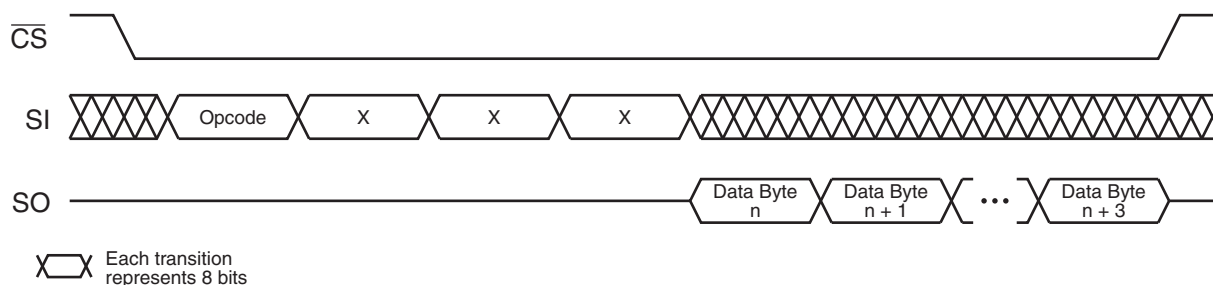 CS
SI
Opcode
X
X
X
SO
Data Byte
n
Data Byte
n + 1
•••
Data Byte
n + 3
Each transition
represents 8 bits